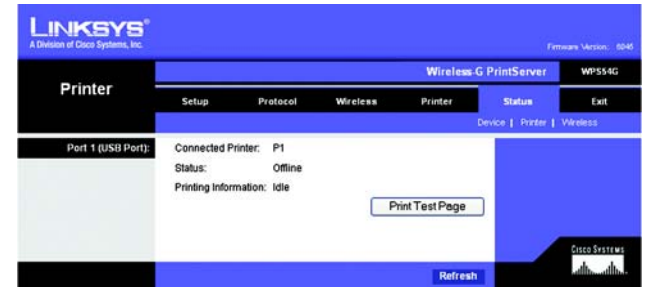 LINKSYS®
A Division of Cisco Systems, Inc.
Firmware Version: 6046
Wireless-G PrintServer WPS54G
Printer
Setup Protocol Wireless Printer Status Exit
Device | Printer | Wireless
Port 1 (USB Port): Connected Printer: P1
Status: Offline
Printing Information: Idle
Print Test Page
CISCO SYSTEMS
Refresh